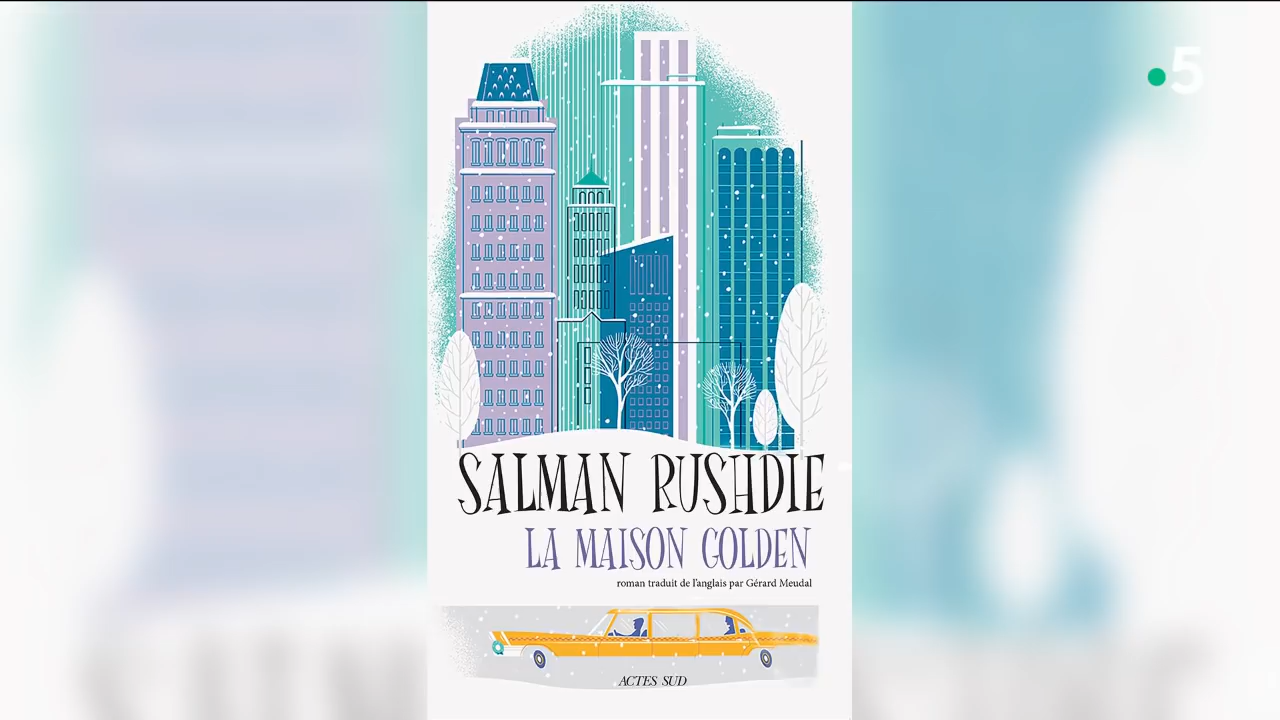 5
SALMAN RUSHDIE
LA MAISON GOLDEN
roman traduit de l'anglais par Gérard Meudal
ACTES SUD